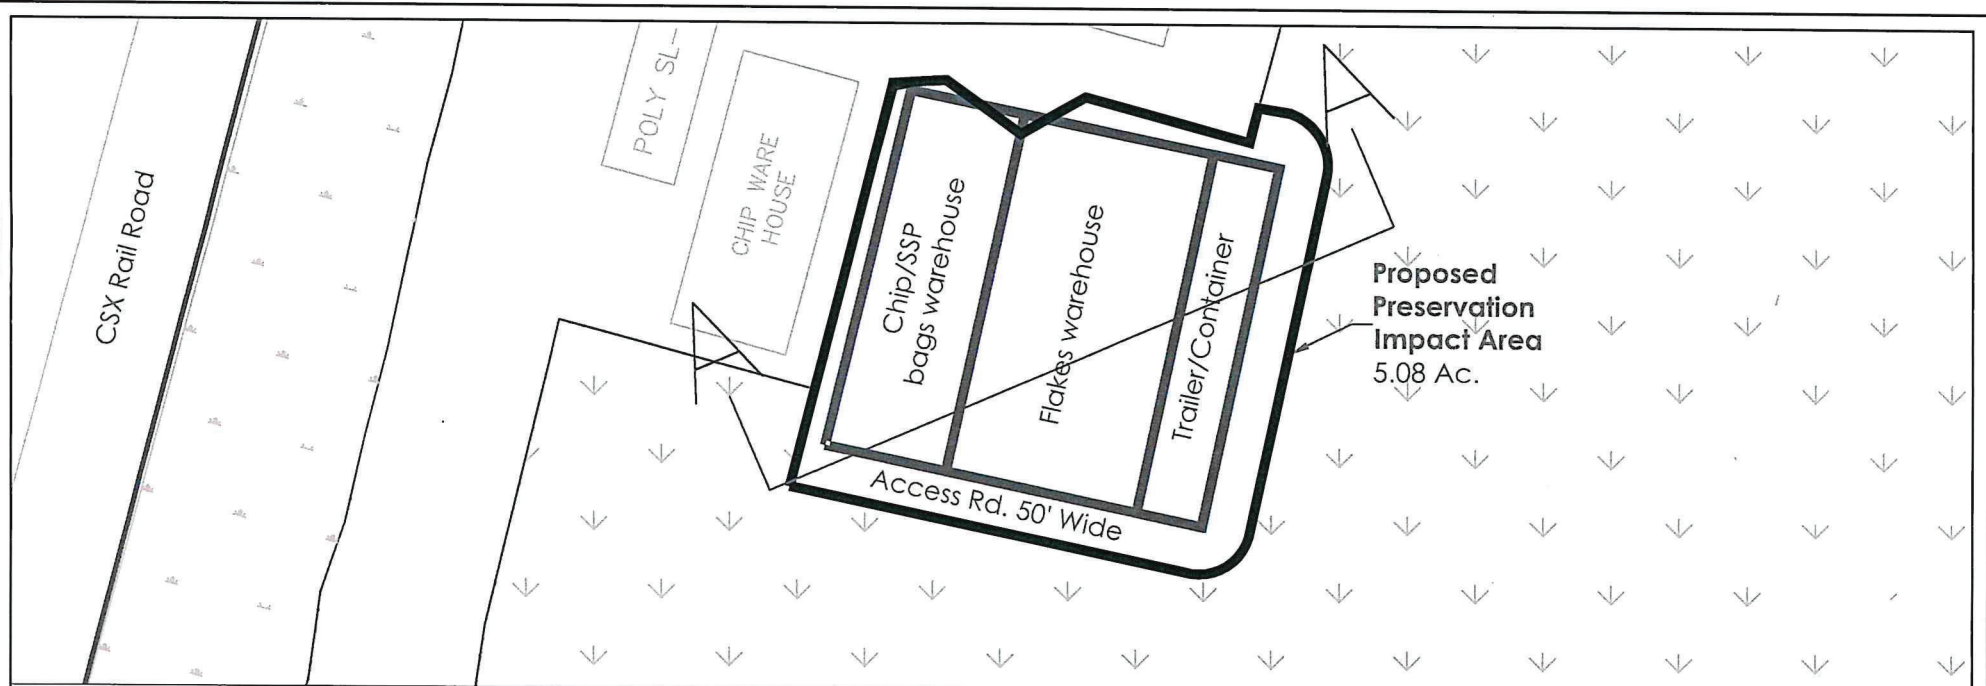 CSX Rail Road
POLY SL-
CHIP WARE
HOUSE
Chip/SSP
bags warehouse
Flakes warehouse
Trailer/Container
Access Rd. 50' Wide
A
A
Proposed
Preservation
Impact Area
5.08 Ac.